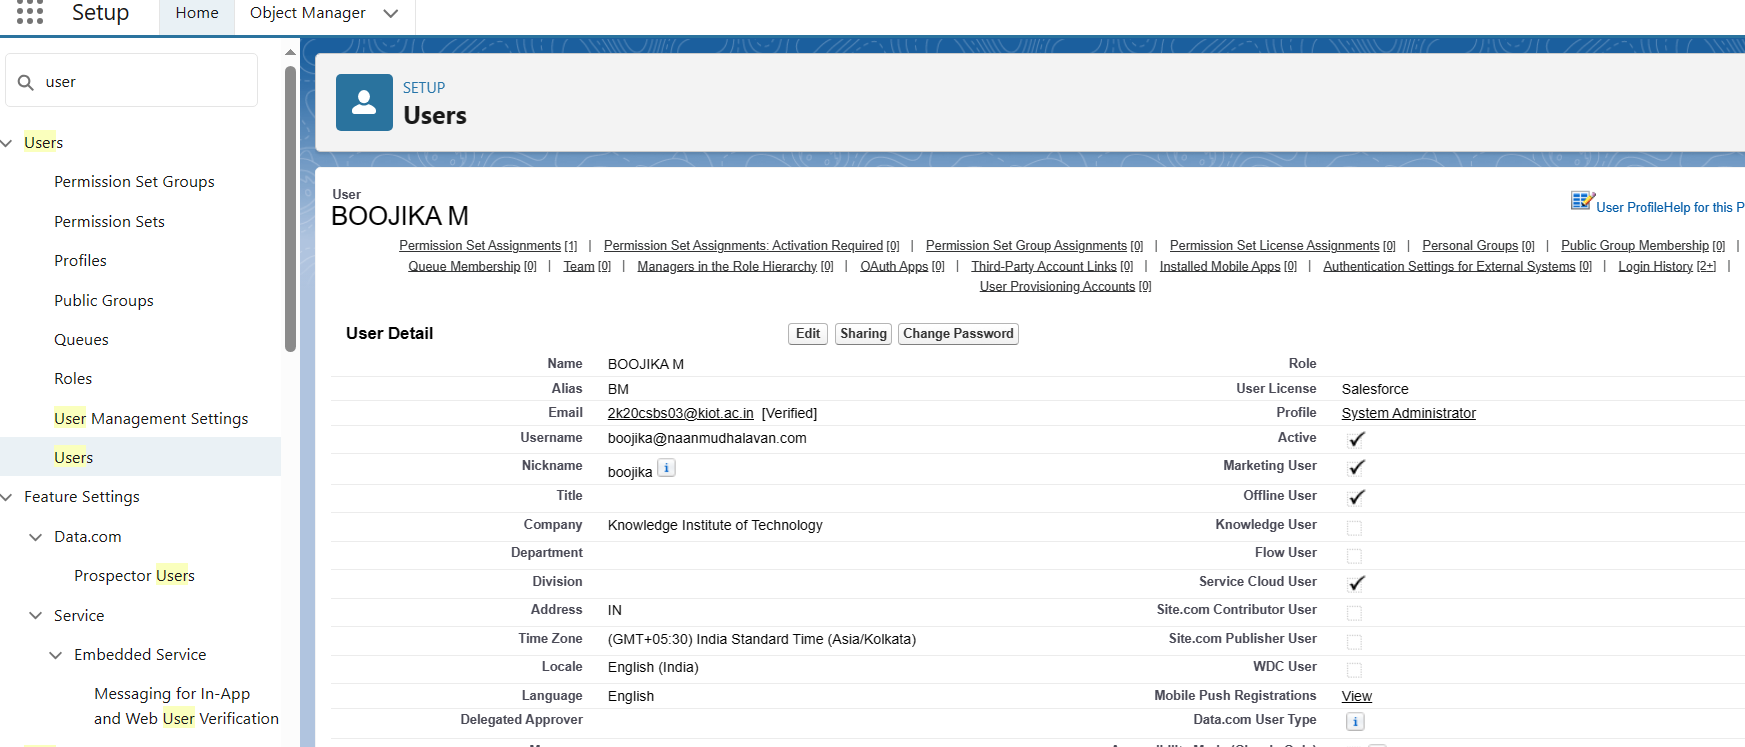 Setup Home Object Manager
user
Users
Permission Set Groups
Permission Sets
Profiles
Public Groups
Queues
Roles
User Management Settings
Users
Feature Settings
Data.com
Prospector Users
Service
Embedded Service
Messaging for In-App
and Web User Verification
SETUP
Users
User
BOOJIKA M
User Profile Help for this P
Permission Set Assignments [1] | Permission Set Assignments: Activation Required [0] | Permission Set Group Assignments [0] | Permission Set License Assignments [0] | Personal Groups [0] | Public Group Membership [0] |
Queue Membership [0] | Team [0] | Managers in the Role Hierarchy [0] | OAuth Apps [0] | Third-Party Account Links [0] | Installed Mobile Apps [0] | Authentication Settings for External Systems [0] | Login History [2+] |
User Provisioning Accounts [0]
User Detail Edit Sharing Change Password
Name BOOJIKA M Role
Alias BM User License Salesforce
Email 2k20csbs03@kiot.ac.in [Verified] Profile System Administrator
Username boojika@naanmudhalavan.com Active
Nickname boojika i Marketing User
Title Offline User
Company Knowledge Institute of Technology Knowledge User
Department Flow User
Division Service Cloud User
Address IN Site.com Contributor User
Time Zone (GMT+05:30) India Standard Time (Asia/Kolkata) Site.com Publisher User
Locale English (India) WDC User
Language English Mobile Push Registrations View
Delegated Approver Data.com User Type i